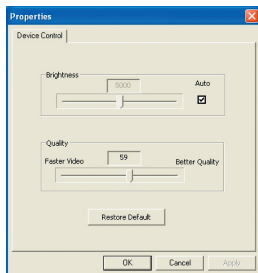 Properties
Device Control
Brightness
5000
Auto
Quality
Faster Video
59
Better Quality
Restore Default
OK
Cancel
Apply